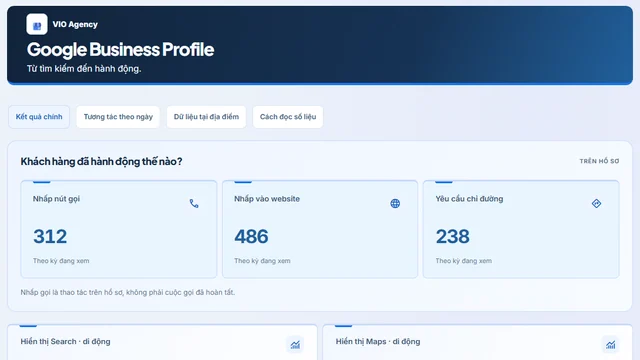 VIO Agency
Google Business Profile
Từ tìm kiếm đến hành động.
Kết quả chính
Tương tác theo ngày
Dữ liệu tại địa điểm
Cách đọc số liệu
Khách hàng đã hành động thế nào?
TRÊN HỒ SƠ
Nhấp nút gọi
Nhấp vào website
Yêu cầu chỉ đường
312
486
238
Theo kỳ đang xem
Theo kỳ đang xem
Theo kỳ đang xem
Nhấp gọi là thao tác trên hồ sơ, không phải cuộc gọi đã hoàn tất.
Hiển thị Search · di động
Hiển thị Maps · di động